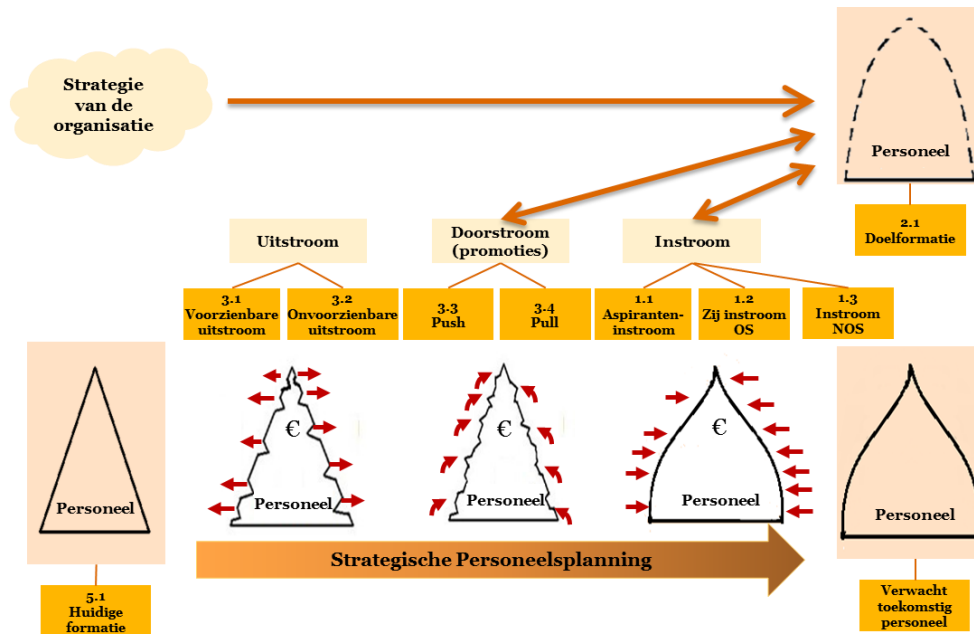 Strategie
van de
organisatie
Personeel
2.1
Doelformatie
Uitstroom
Doorstroom
(promoties)
Instroom
3.1
Voorzienbare
uitstroom
3.2
Onvoorzienbare
uitstroom
3.3
Push
3.4
Pull
1.1
Aspiranten-
instroom
1.2
Zij instroom
OS
1.3
Instroom
NOS
Personeel
€
Personeel
€
Personeel
€
Personeel
Personeel
Strategische Personeelsplanning
5.1
Huidige
formatie
Verwacht
toekomstig
personeel